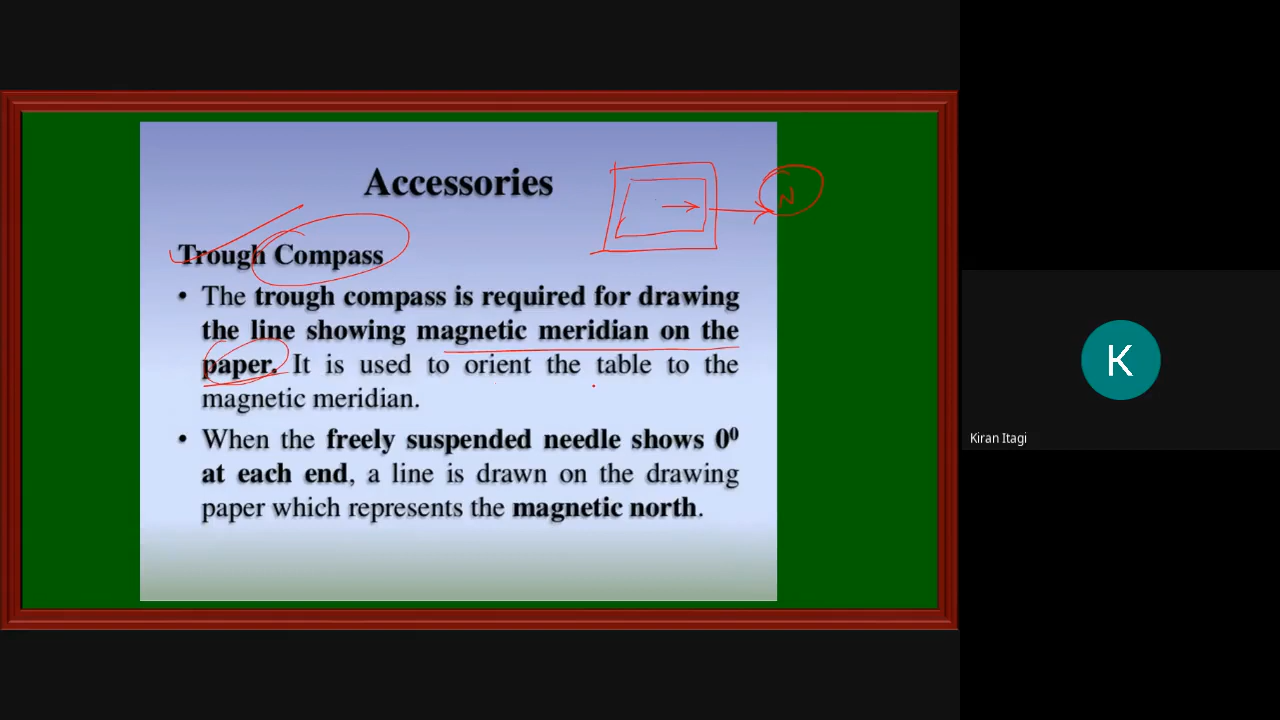 Accessories
N
Trough Compass
• The trough compass is required for drawing
the line showing magnetic meridian on the
paper. It is used to orient the table to the
magnetic meridian.
• When the freely suspended needle shows 0⁰
at each end, a line is drawn on the drawing
paper which represents the magnetic north.
K
Kiran Itagi